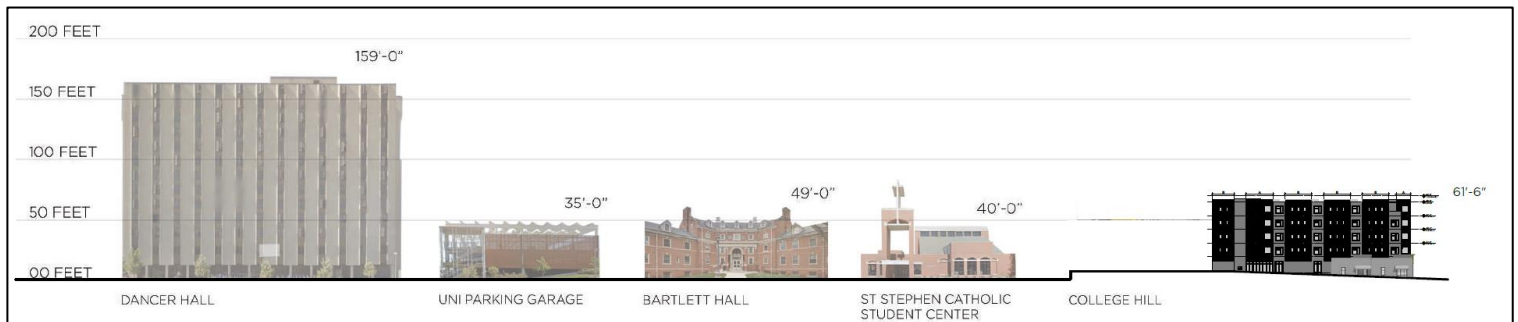 200 FEET
159'-0"
150 FEET
100 FEET
50 FEET
35'-0"
49'-0"
40'-0"
61'-6"
00 FEET
DANCER HALL
UNI PARKING GARAGE
BARTLETT HALL
ST STEPHEN CATHOLIC
STUDENT CENTER
COLLEGE HILL